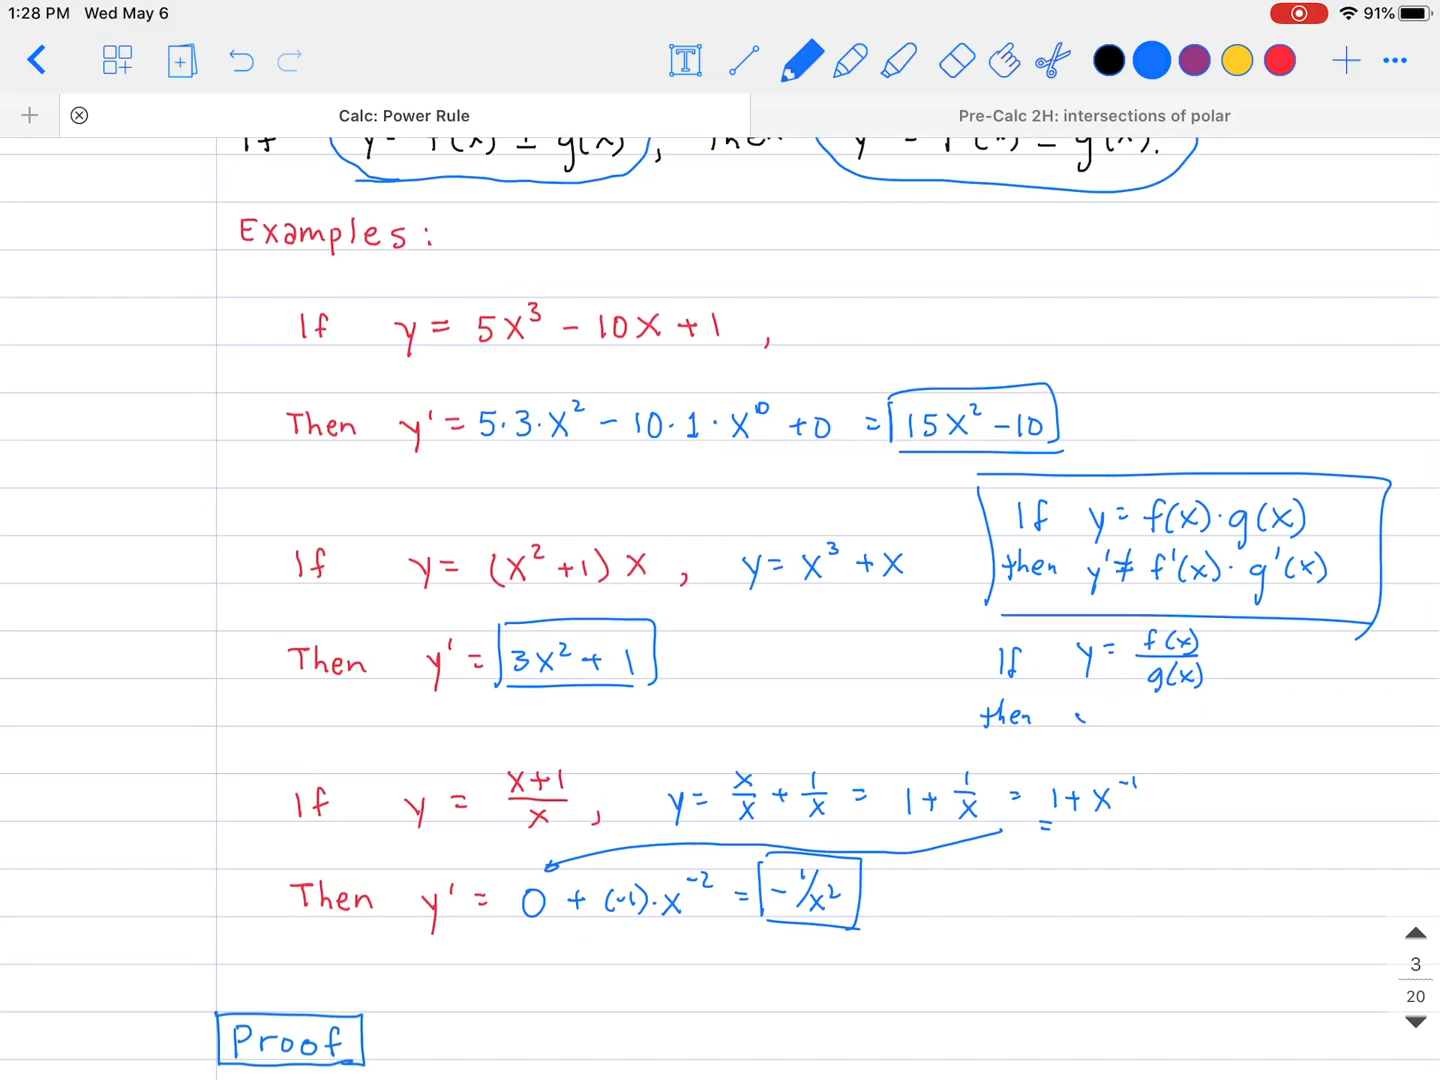 1:28 PM Wed May 6 91%
Calc: Power Rule
Pre-Calc 2H: intersections of polar
If y = f(x) ± g(x), Then y' = f'(x) ± g'(x).
Examples:
If y = 5x³ - 10x + 1,
Then y' = 5·3·x² - 10·1·x⁰ + 0 = 15x² - 10
If y = f(x)·g(x)
then y' ≠ f'(x)·g'(x)
If y = (x² + 1) x, y = x³ + x
Then y' = 3x² + 1
If y = f(x)/g(x)
then
If y = x+1/x, y = x/x + 1/x = 1 + 1/x = 1 + x⁻¹
Then y' = 0 + (-1)·x⁻² = -1/x²
Proof
3
20